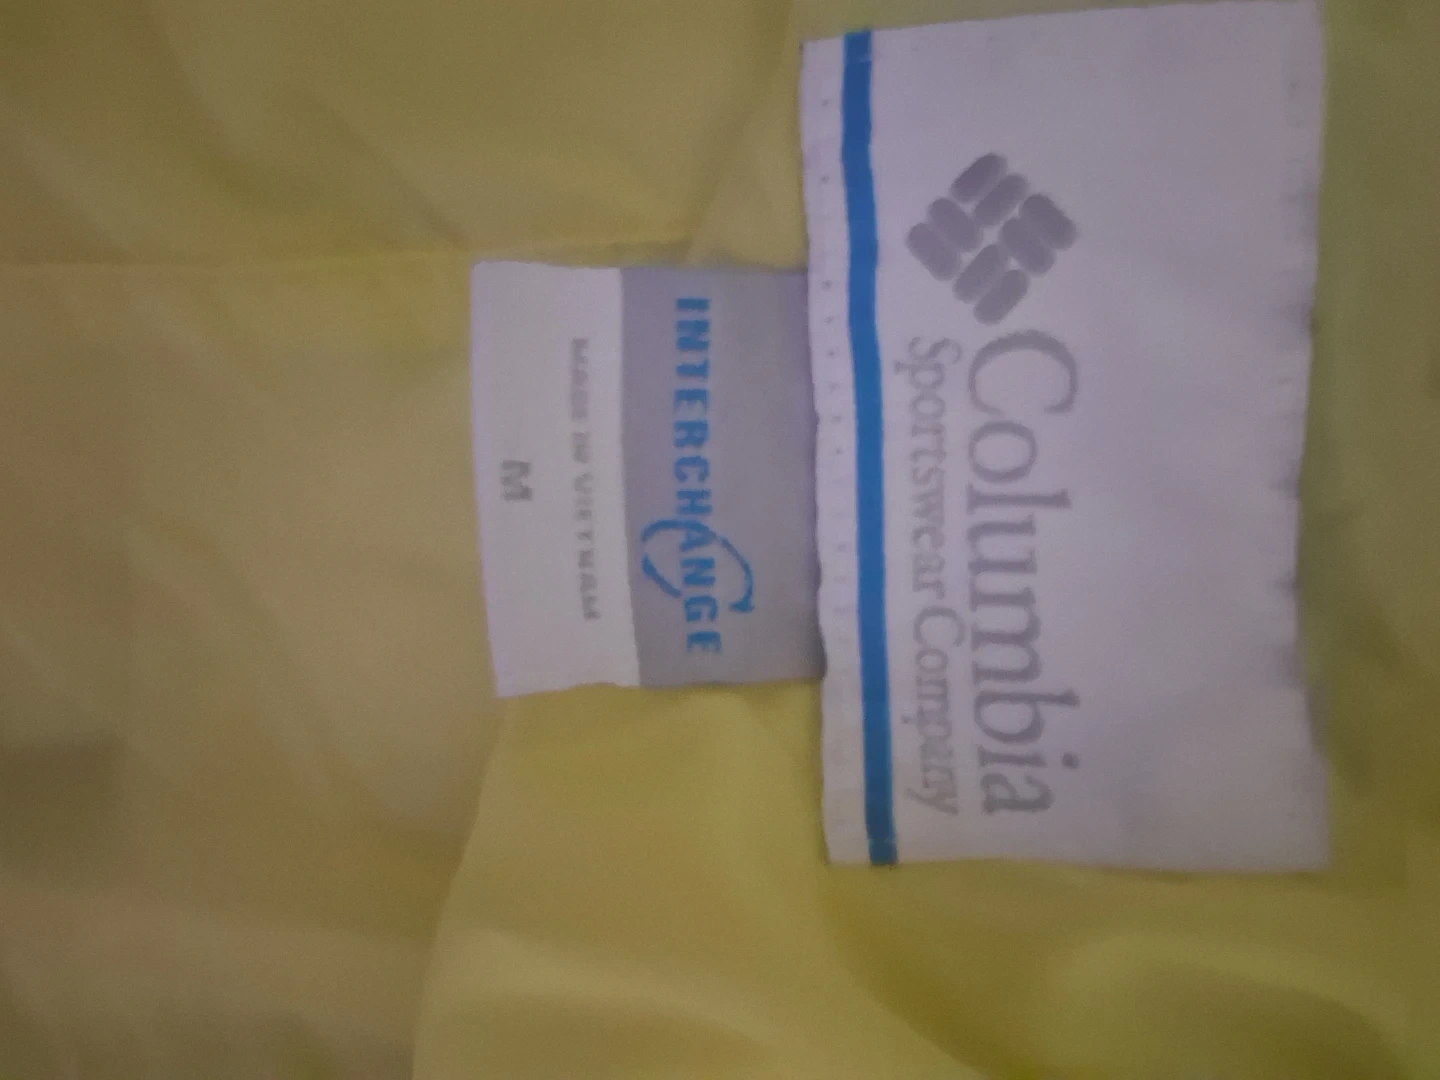 Columbia
Sportswear Company
INTERCHANGE
MADE IN VIETNAM
M